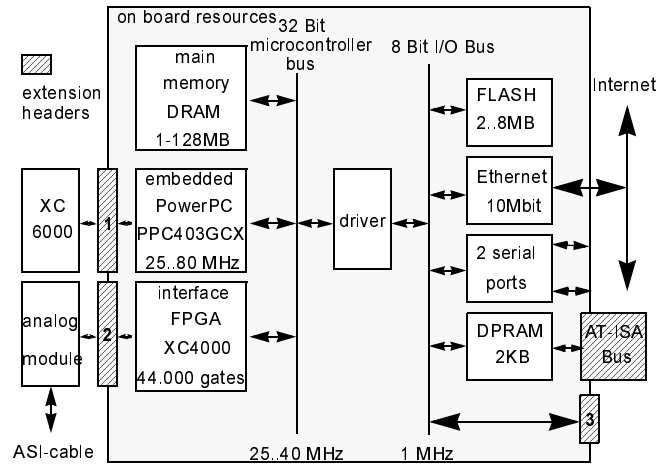 on board resources
32 Bit
microcontroller
bus
8 Bit I/O Bus
extension
headers
main
memory
DRAM
1-128MB
FLASH
2..8MB
Internet
XC
6000
1
embedded
PowerPC
PPC403GCX
25..80 MHz
driver
Ethernet
10Mbit
2 serial
ports
analog
module
2
interface
FPGA
XC4000
44.000 gates
DPRAM
2KB
AT-ISA
Bus
3
ASI-cable
25..40 MHz
1 MHz